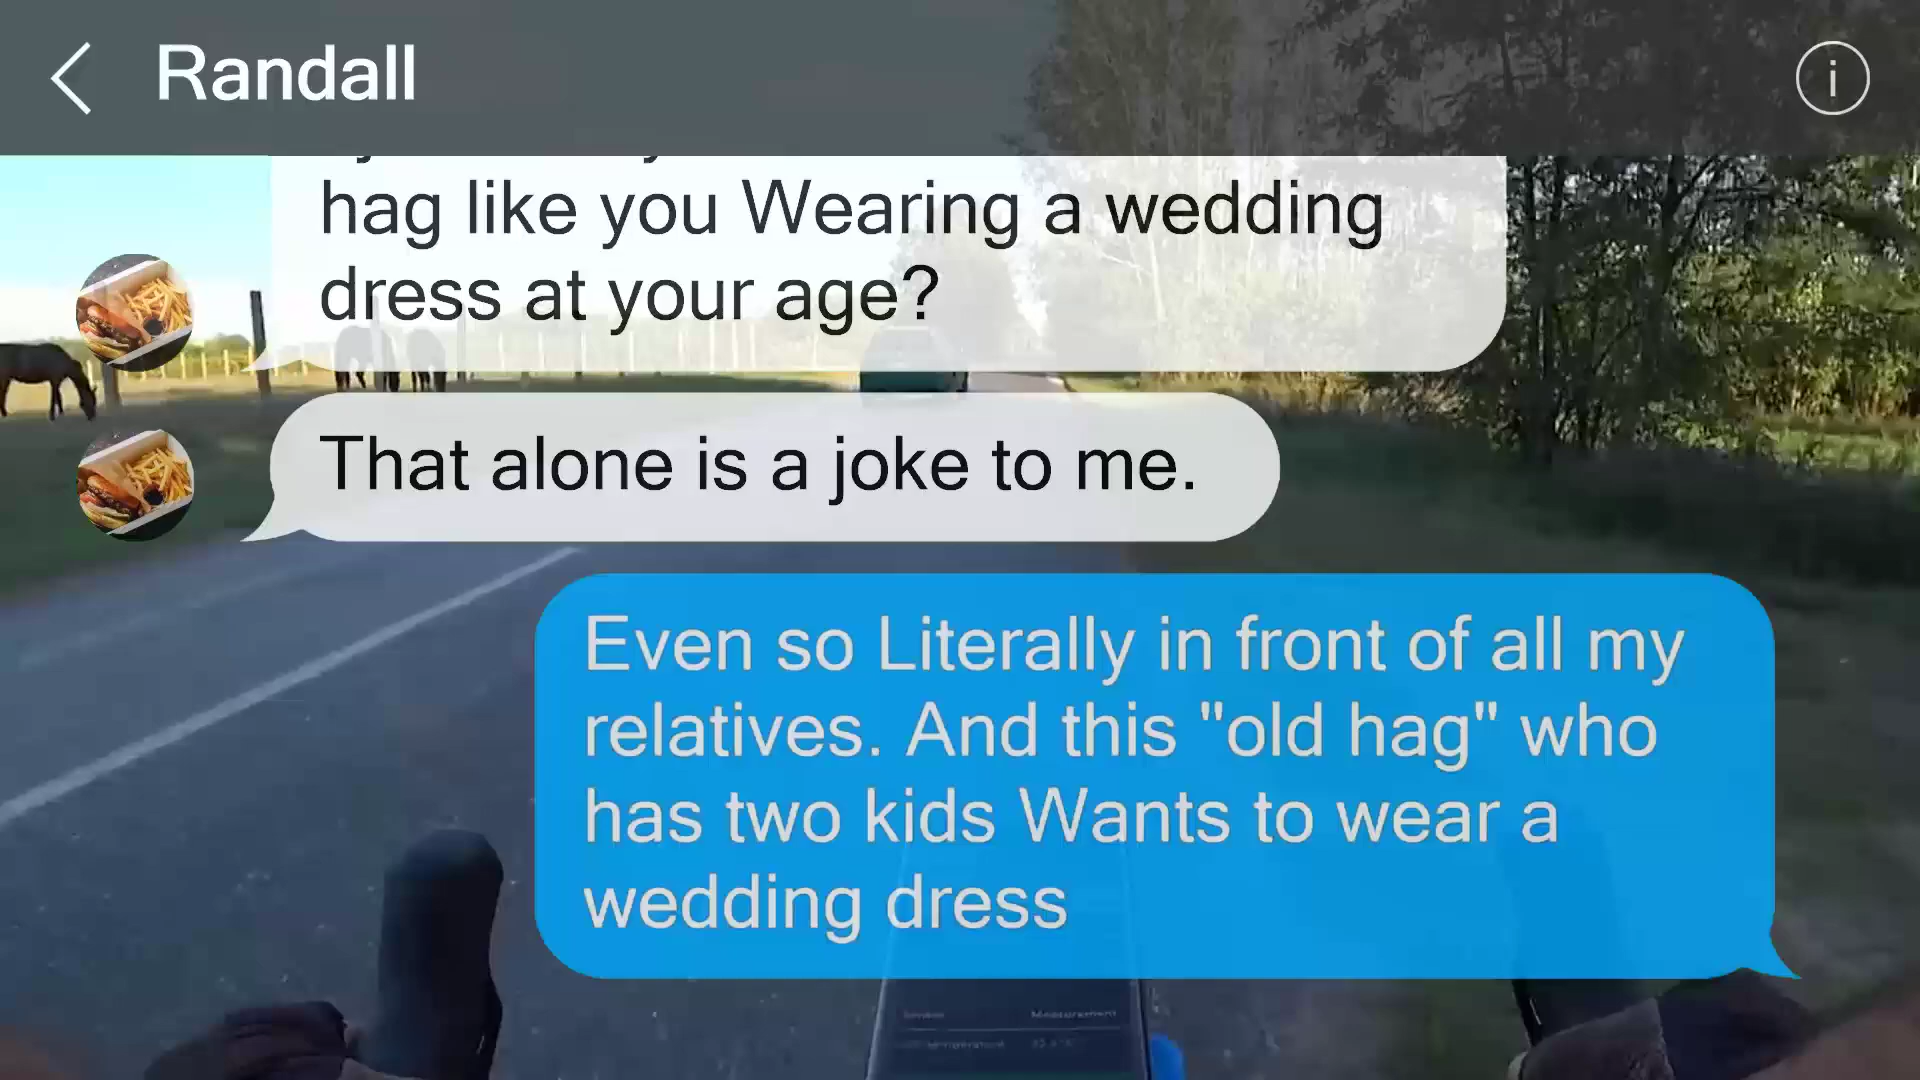 Randall
hag like you Wearing a wedding
dress at your age?
That alone is a joke to me.
Even so Literally in front of all my
relatives. And this "old hag" who
has two kids Wants to wear a
wedding dress
Measurement